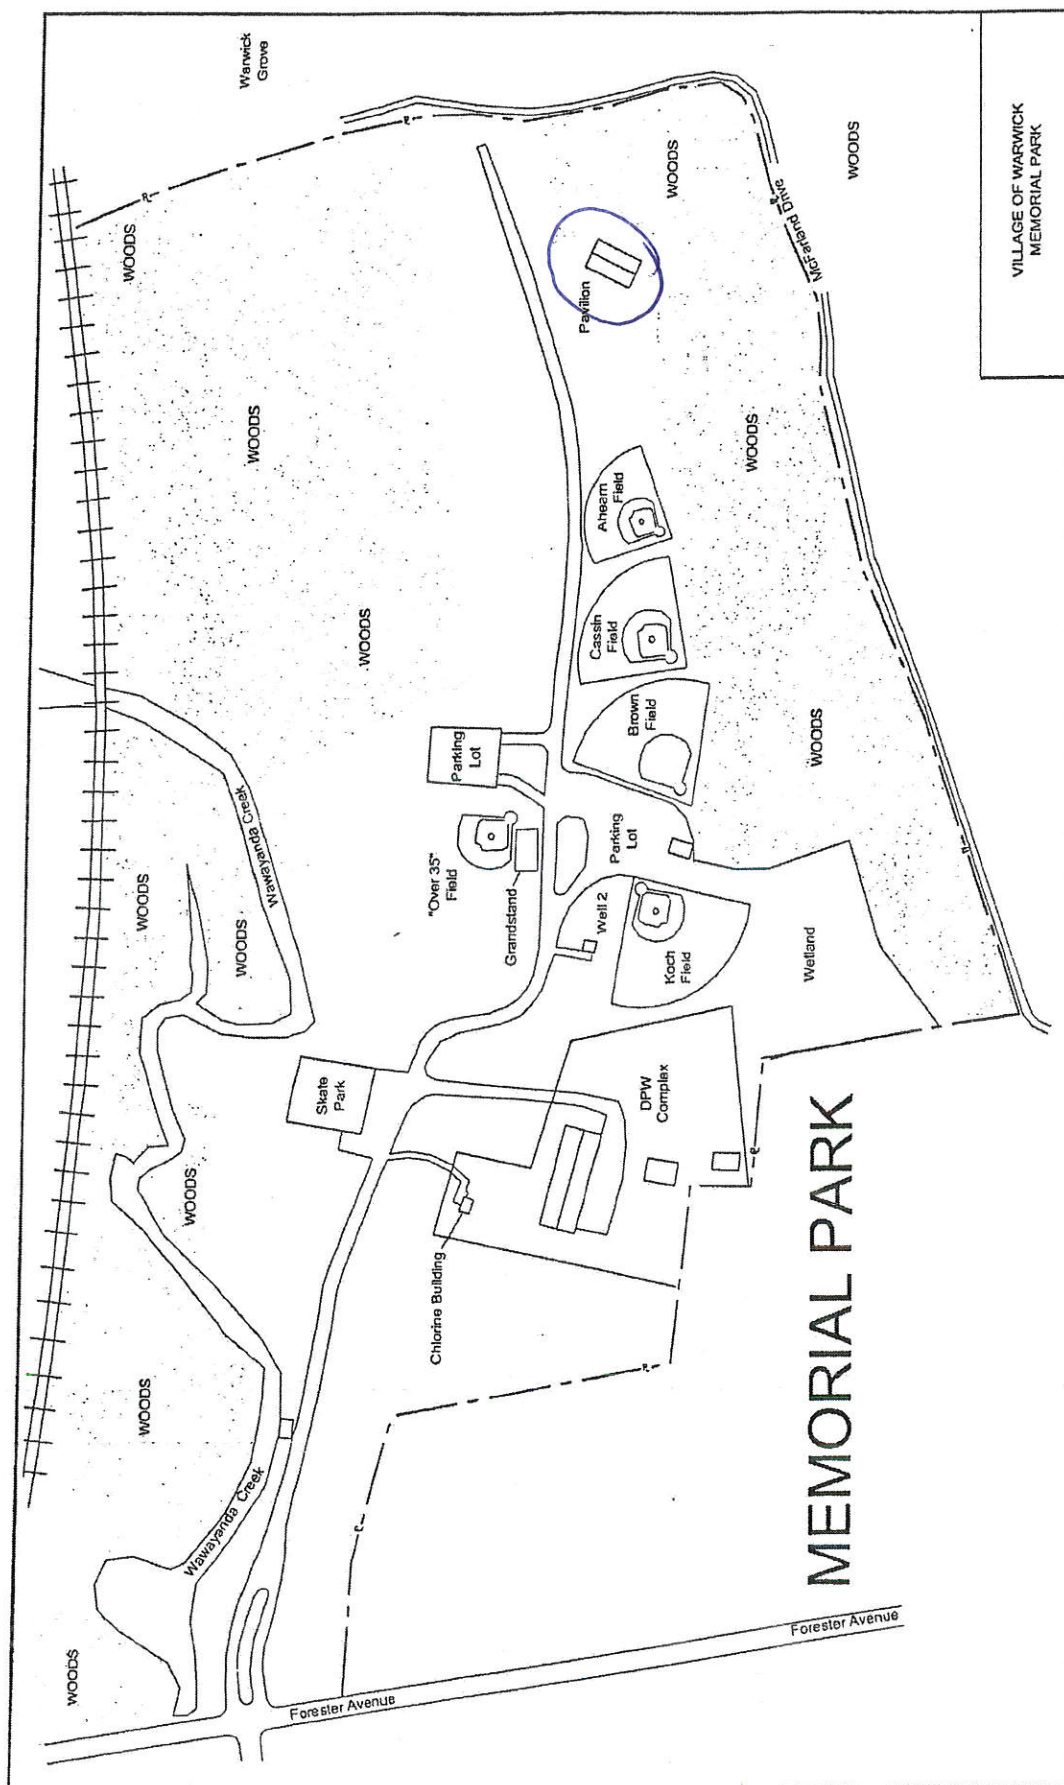 Warwick
Grove
WOODS
WOODS
WOODS
WOODS
Wawayanda Creek
WOODS
WOODS
WOODS
WOODS
WOODS
Wawayanda Creek
Pavilion
WOODS
McFarland Drive
WOODS
WOODS
WOODS
Ahearn
Field
Cassin
Field
Brown
Field
Parking
Lot
"Over 35"
Field
Grandstand
Parking
Lot
Well 2
Koch
Field
Wetland
Skate
Park
DPW
Complex
Chlorine Building
Forester Avenue
Forester Avenue
MEMORIAL PARK
VILLAGE OF WARWICK
MEMORIAL PARK